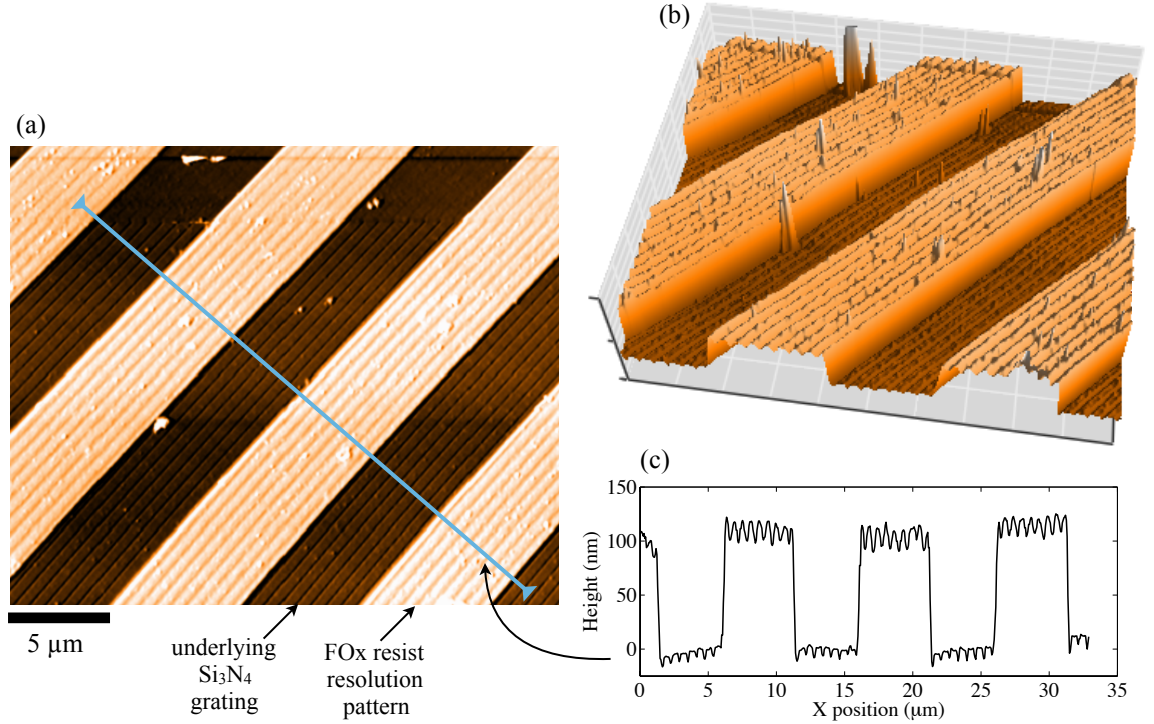 (a)
5 µm
underlying
Si₃N₄
grating
FOx resist
resolution
pattern
(b)
(c)
150
100
50
0
Height (nm)
0 5 10 15 20 25 30 35
X position (µm)